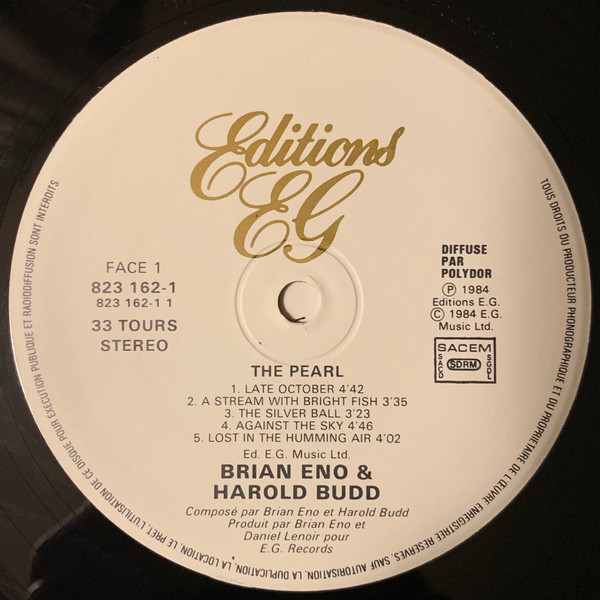 Editions
EG
FACE 1
823 162-1
823 162-1 1
33 TOURS
STEREO
DIFFUSE
PAR
POLYDOR
Ⓟ 1984
Editions E.G.
© 1984 E.G.
Music Ltd.
SACEM
SACD
SDRM
SGDL
THE PEARL
1. LATE OCTOBER 4'42
2. A STREAM WITH BRIGHT FISH 3'35
3. THE SILVER BALL 3'23
4. AGAINST THE SKY 4'46
5. LOST IN THE HUMMING AIR 4'02
Ed. E.G. Music Ltd.
BRIAN ENO &
HAROLD BUDD
Composé par Brian Eno et Harold Budd
Produit par Brian Eno et
Daniel Lenoir pour
E.G. Records
TOUS DROITS DU PRODUCTEUR PHONOGRAPHIQUE ET DU PROPRIETAIRE DE L'ŒUVRE ENREGISTREE RESERVES. SAUF AUTORISATION, LA DUPLICATION, LA LOCATION, LE PRET, L'UTILISATION DE CE DISQUE POUR EXECUTION PUBLIQUE ET RADIODIFFUSION SONT INTERDITS.